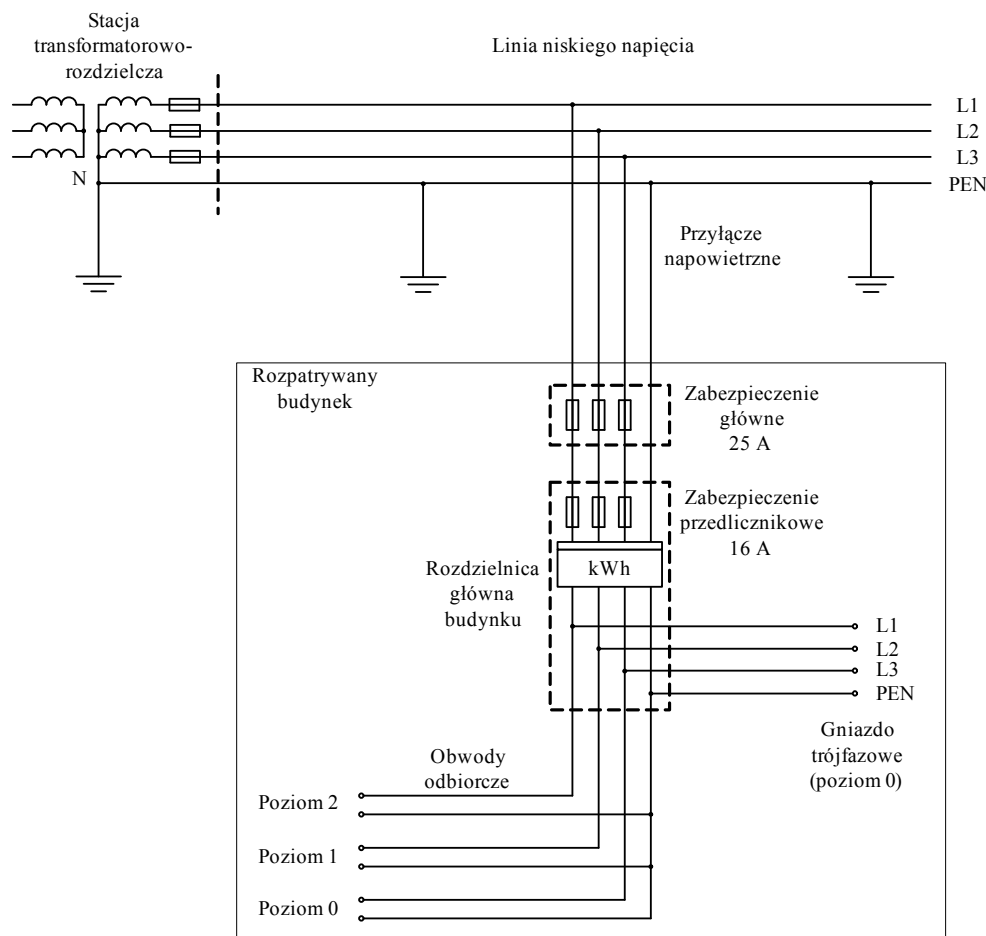 Stacja
transformatorowo-
rozdzielcza
Linia niskiego napięcia
L1
L2
L3
N
PEN
Przyłącze
napowietrzne
Rozpatrywany
budynek
Zabezpieczenie
główne
25 A
Zabezpieczenie
przedlicznikowe
16 A
Rozdzielnica
główna
budynku
kWh
L1
L2
L3
PEN
Gniazdo
trójfazowe
(poziom 0)
Obwody
odbiorcze
Poziom 2
Poziom 1
Poziom 0